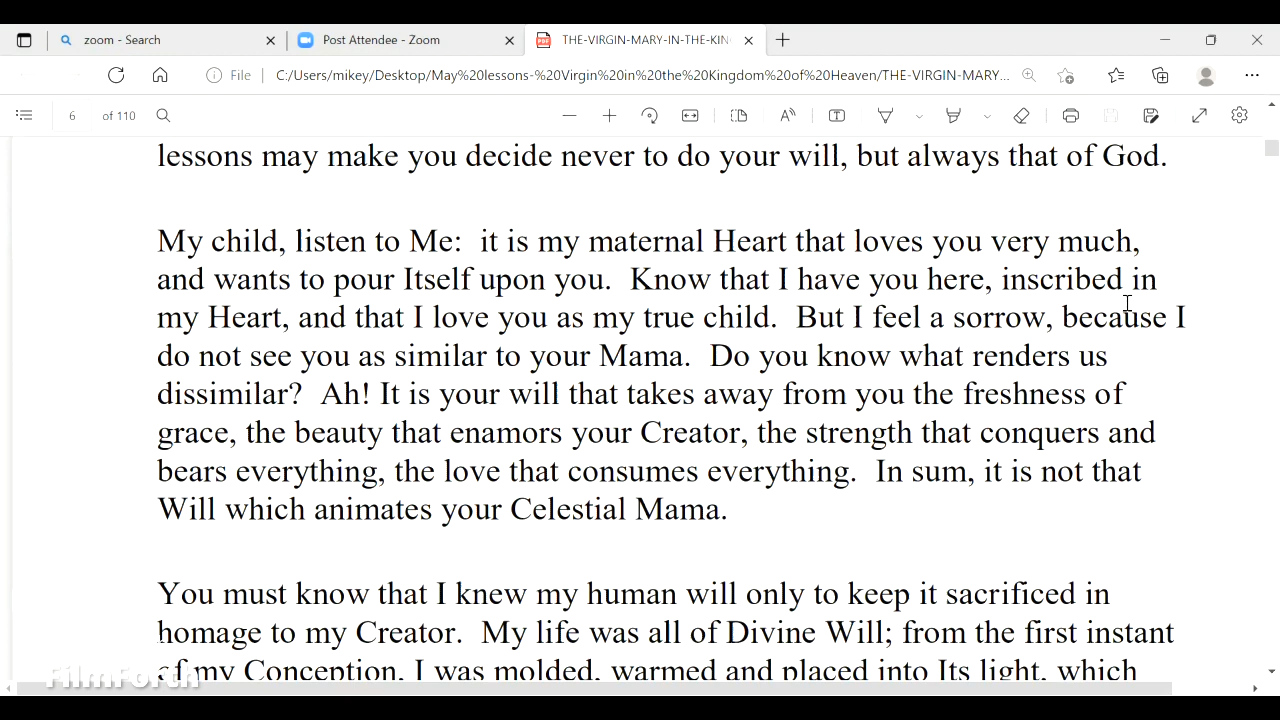 zoom - Search
Post Attendee - Zoom
THE-VIRGIN-MARY-IN-THE-KIN
File
C:/Users/mikey/Desktop/May%20lessons-%20Virgin%20in%20the%20Kingdom%20of%20Heaven/THE-VIRGIN-MARY...
6 of 110
lessons may make you decide never to do your will, but always that of God.
My child, listen to Me: it is my maternal Heart that loves you very much,
and wants to pour Itself upon you. Know that I have you here, inscribed in
my Heart, and that I love you as my true child. But I feel a sorrow, because I
do not see you as similar to your Mama. Do you know what renders us
dissimilar? Ah! It is your will that takes away from you the freshness of
grace, the beauty that enamors your Creator, the strength that conquers and
bears everything, the love that consumes everything. In sum, it is not that
Will which animates your Celestial Mama.
You must know that I knew my human will only to keep it sacrificed in
homage to my Creator. My life was all of Divine Will; from the first instant
of my Conception, I was molded, warmed and placed into Its light, which
FilmForth